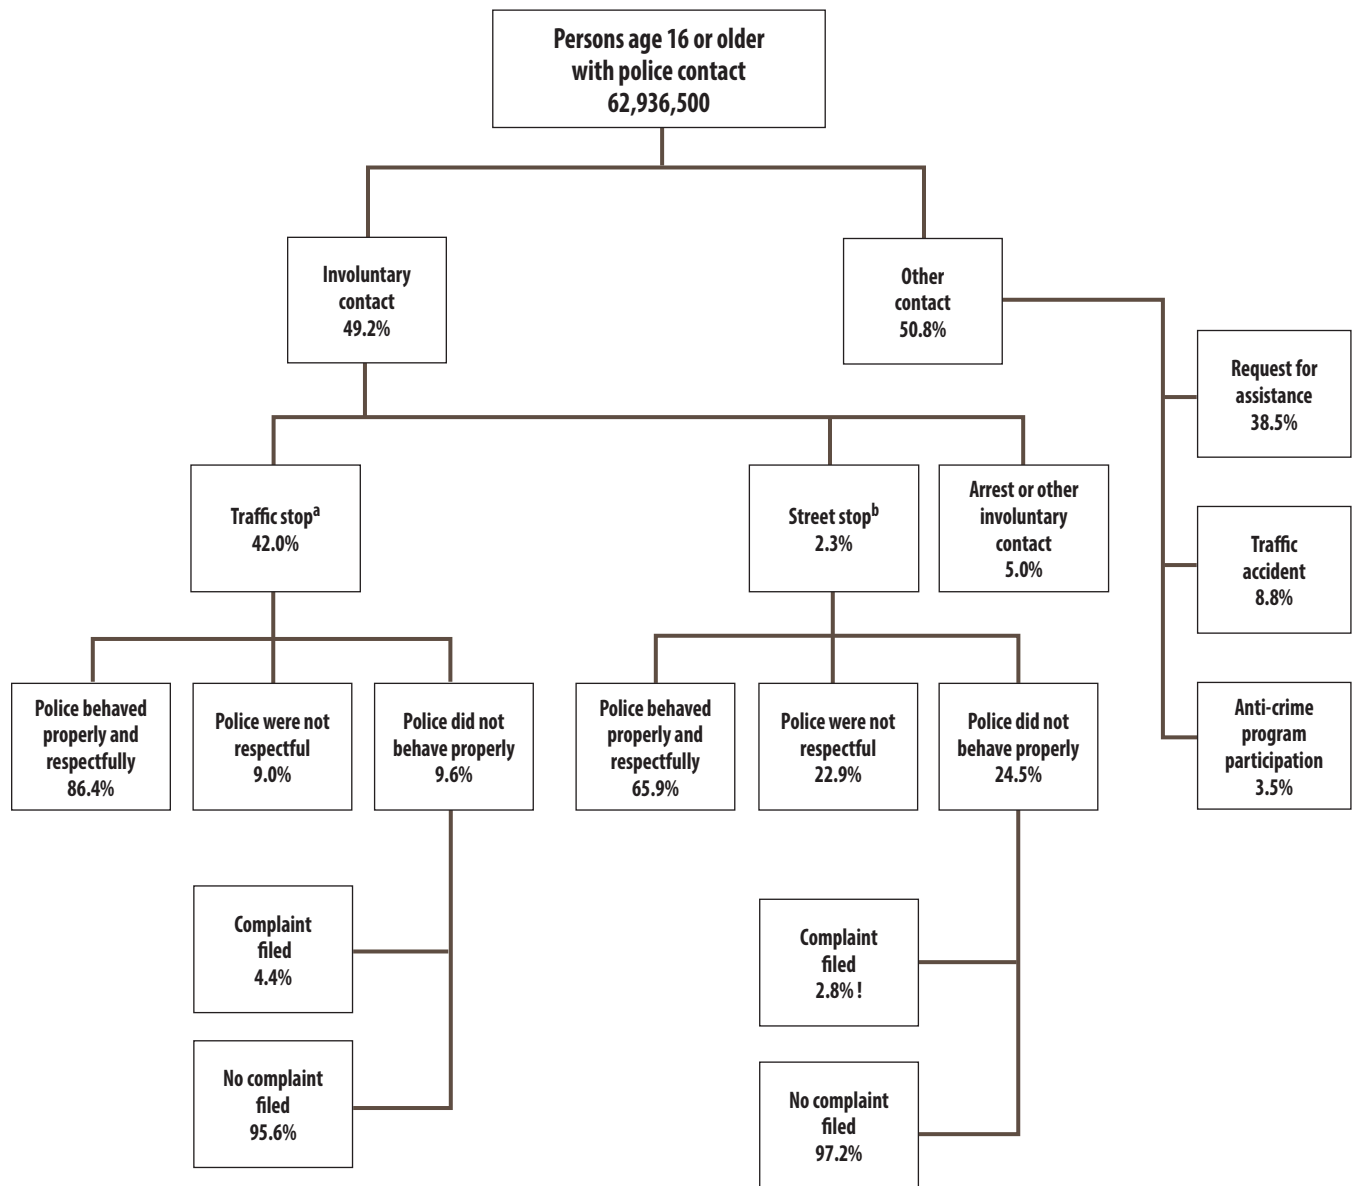 Persons age 16 or older
with police contact
62,936,500
Involuntary
contact
49.2%
Other
contact
50.8%
Request for
assistance
38.5%
Traffic
accident
8.8%
Anti-crime
program
participation
3.5%
Traffic stopᵃ
42.0%
Street stopᵇ
2.3%
Arrest or other
involuntary
contact
5.0%
Police behaved
properly and
respectfully
86.4%
Police were not
respectful
9.0%
Police did not
behave properly
9.6%
Police behaved
properly and
respectfully
65.9%
Police were not
respectful
22.9%
Police did not
behave properly
24.5%
Complaint
filed
4.4%
No complaint
filed
95.6%
Complaint
filed
2.8% !
No complaint
filed
97.2%